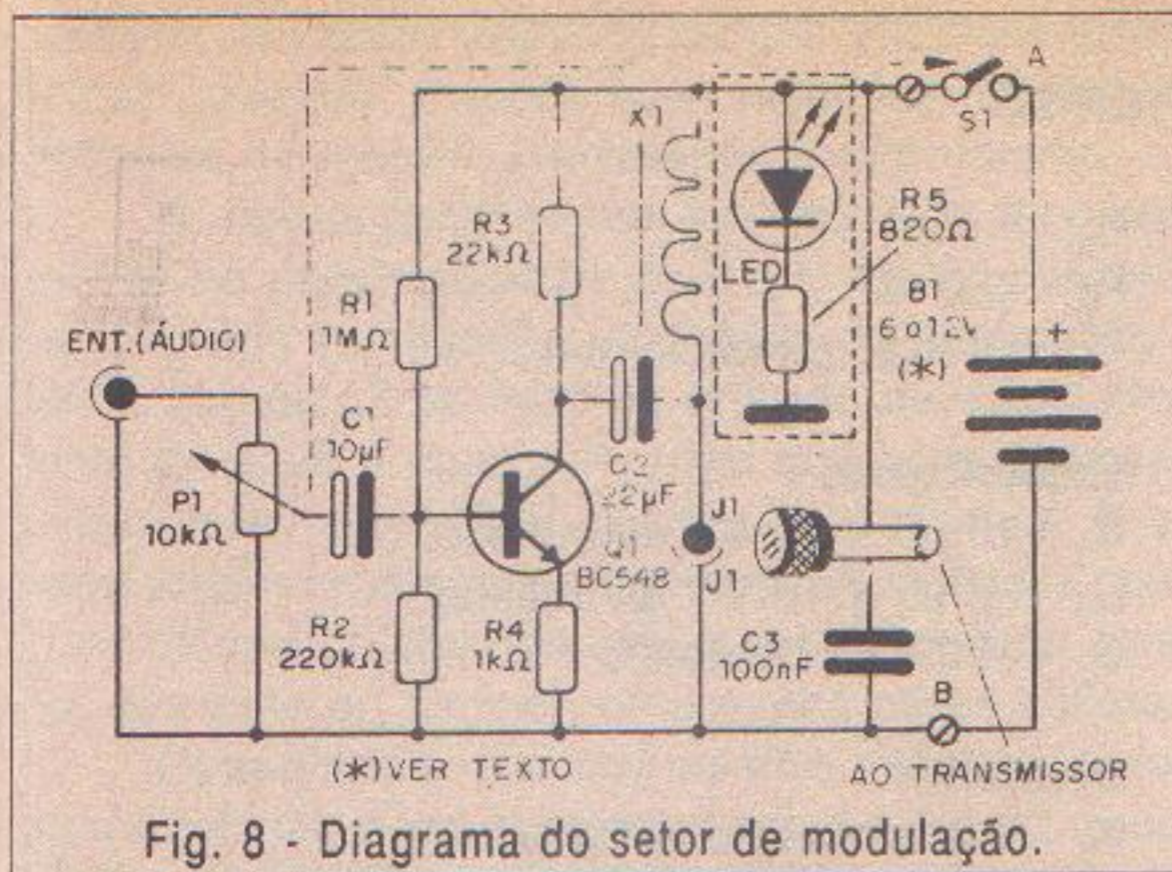 A
S1
X1
R3
22kΩ
R5
820Ω
LED
R1
1MΩ
B1
6 a 12V
(*)
+
ENT.(ÁUDIO)
C1
10µF
P1
10kΩ
C2
22µF
J1
Q1
BC548
J1
R2
220kΩ
R4
1kΩ
C3
100nF
B
(*)VER TEXTO
AO TRANSMISSOR
Fig. 8 - Diagrama do setor de modulação.